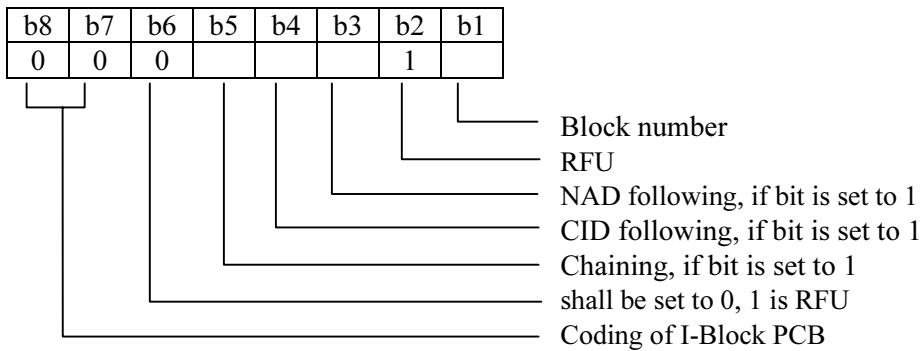 b8 b7 b6 b5 b4 b3 b2 b1
0 0 0 1
Block number
RFU
NAD following, if bit is set to 1
CID following, if bit is set to 1
Chaining, if bit is set to 1
shall be set to 0, 1 is RFU
Coding of I-Block PCB